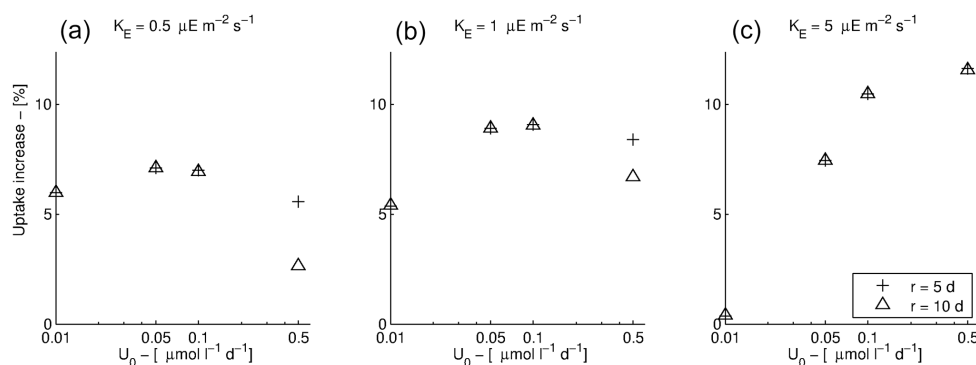 (a) K_E = 0.5 μE m⁻² s⁻¹
(b) K_E = 1 μE m⁻² s⁻¹
(c) K_E = 5 μE m⁻² s⁻¹
Uptake increase – [%]
10
5
0
0.01 0.05 0.1 0.5
U_0 – [ μmol l⁻¹ d⁻¹]
10
5
0
0.01 0.05 0.1 0.5
U_0 – [ μmol l⁻¹ d⁻¹]
10
5
0
0.01 0.05 0.1 0.5
U_0 – [ μmol l⁻¹ d⁻¹]
r = 5 d
r = 10 d